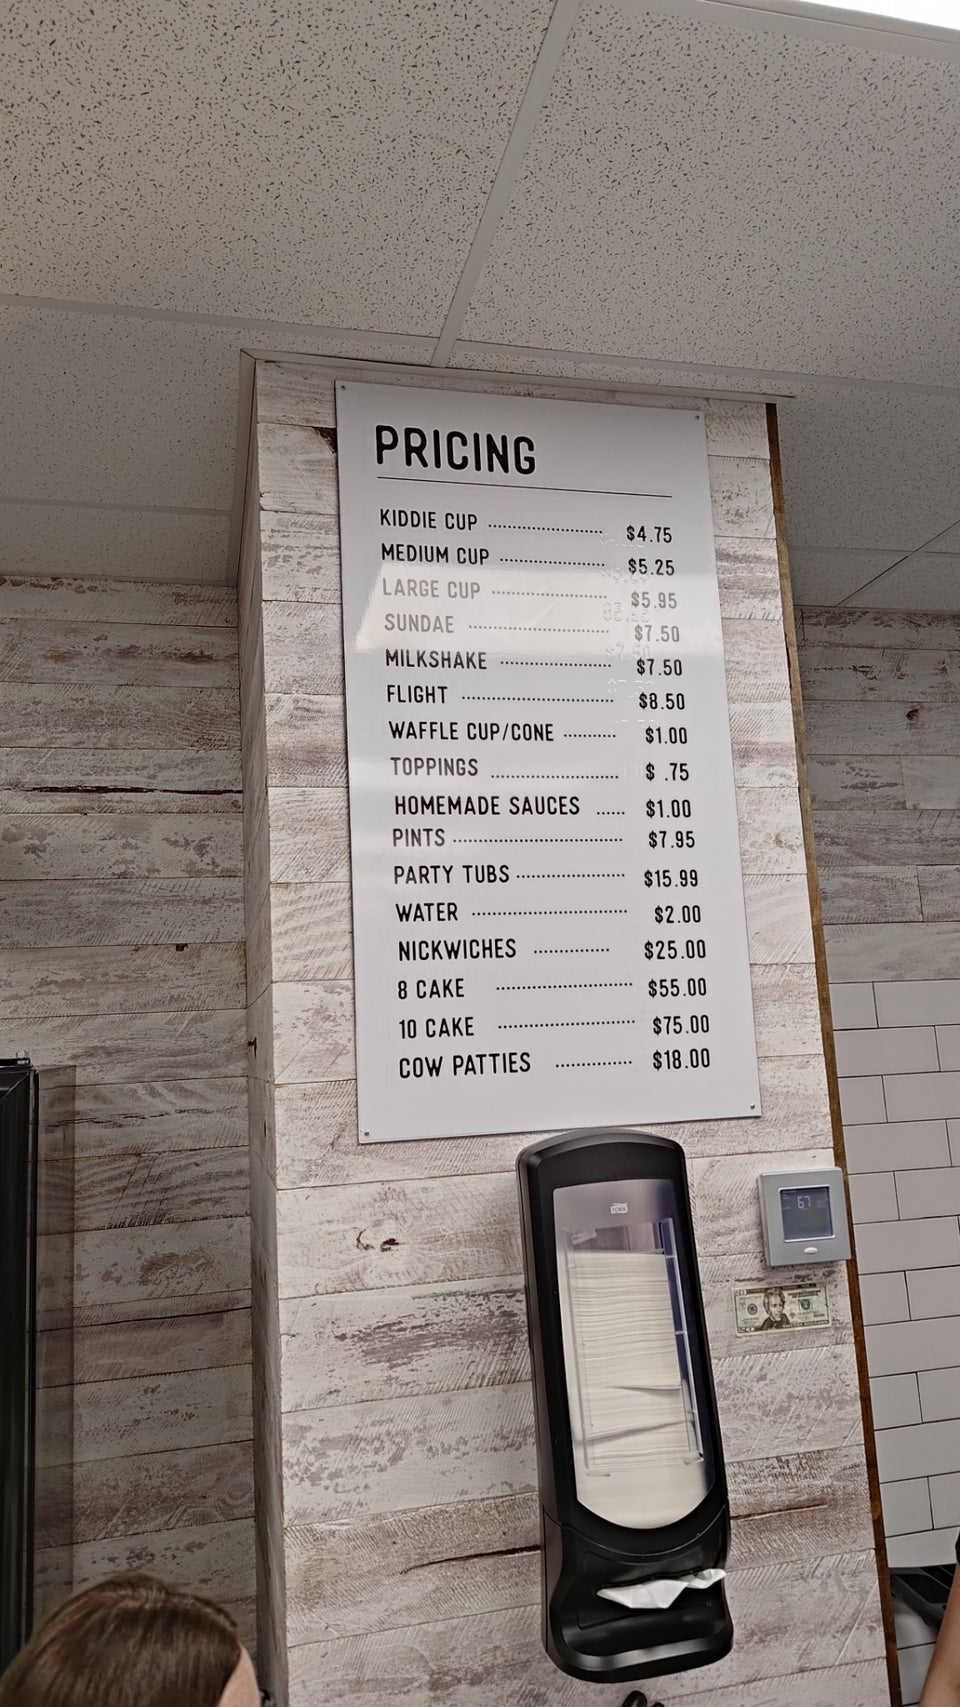 PRICING
KIDDIE CUP ........................ $4.75
MEDIUM CUP ...................... $5.25
LARGE CUP ........................ $5.95
SUNDAE ............................. $7.50
MILKSHAKE ....................... $7.50
FLIGHT ............................... $8.50
WAFFLE CUP/CONE ........... $1.00
TOPPINGS .......................... $ .75
HOMEMADE SAUCES ...... $1.00
PINTS ................................... $7.95
PARTY TUBS ....................... $15.99
WATER ................................ $2.00
NICKWICHES ................ $25.00
8 CAKE ............................ $55.00
10 CAKE ............................ $75.00
COW PATTIES ................ $18.00
TORK
67